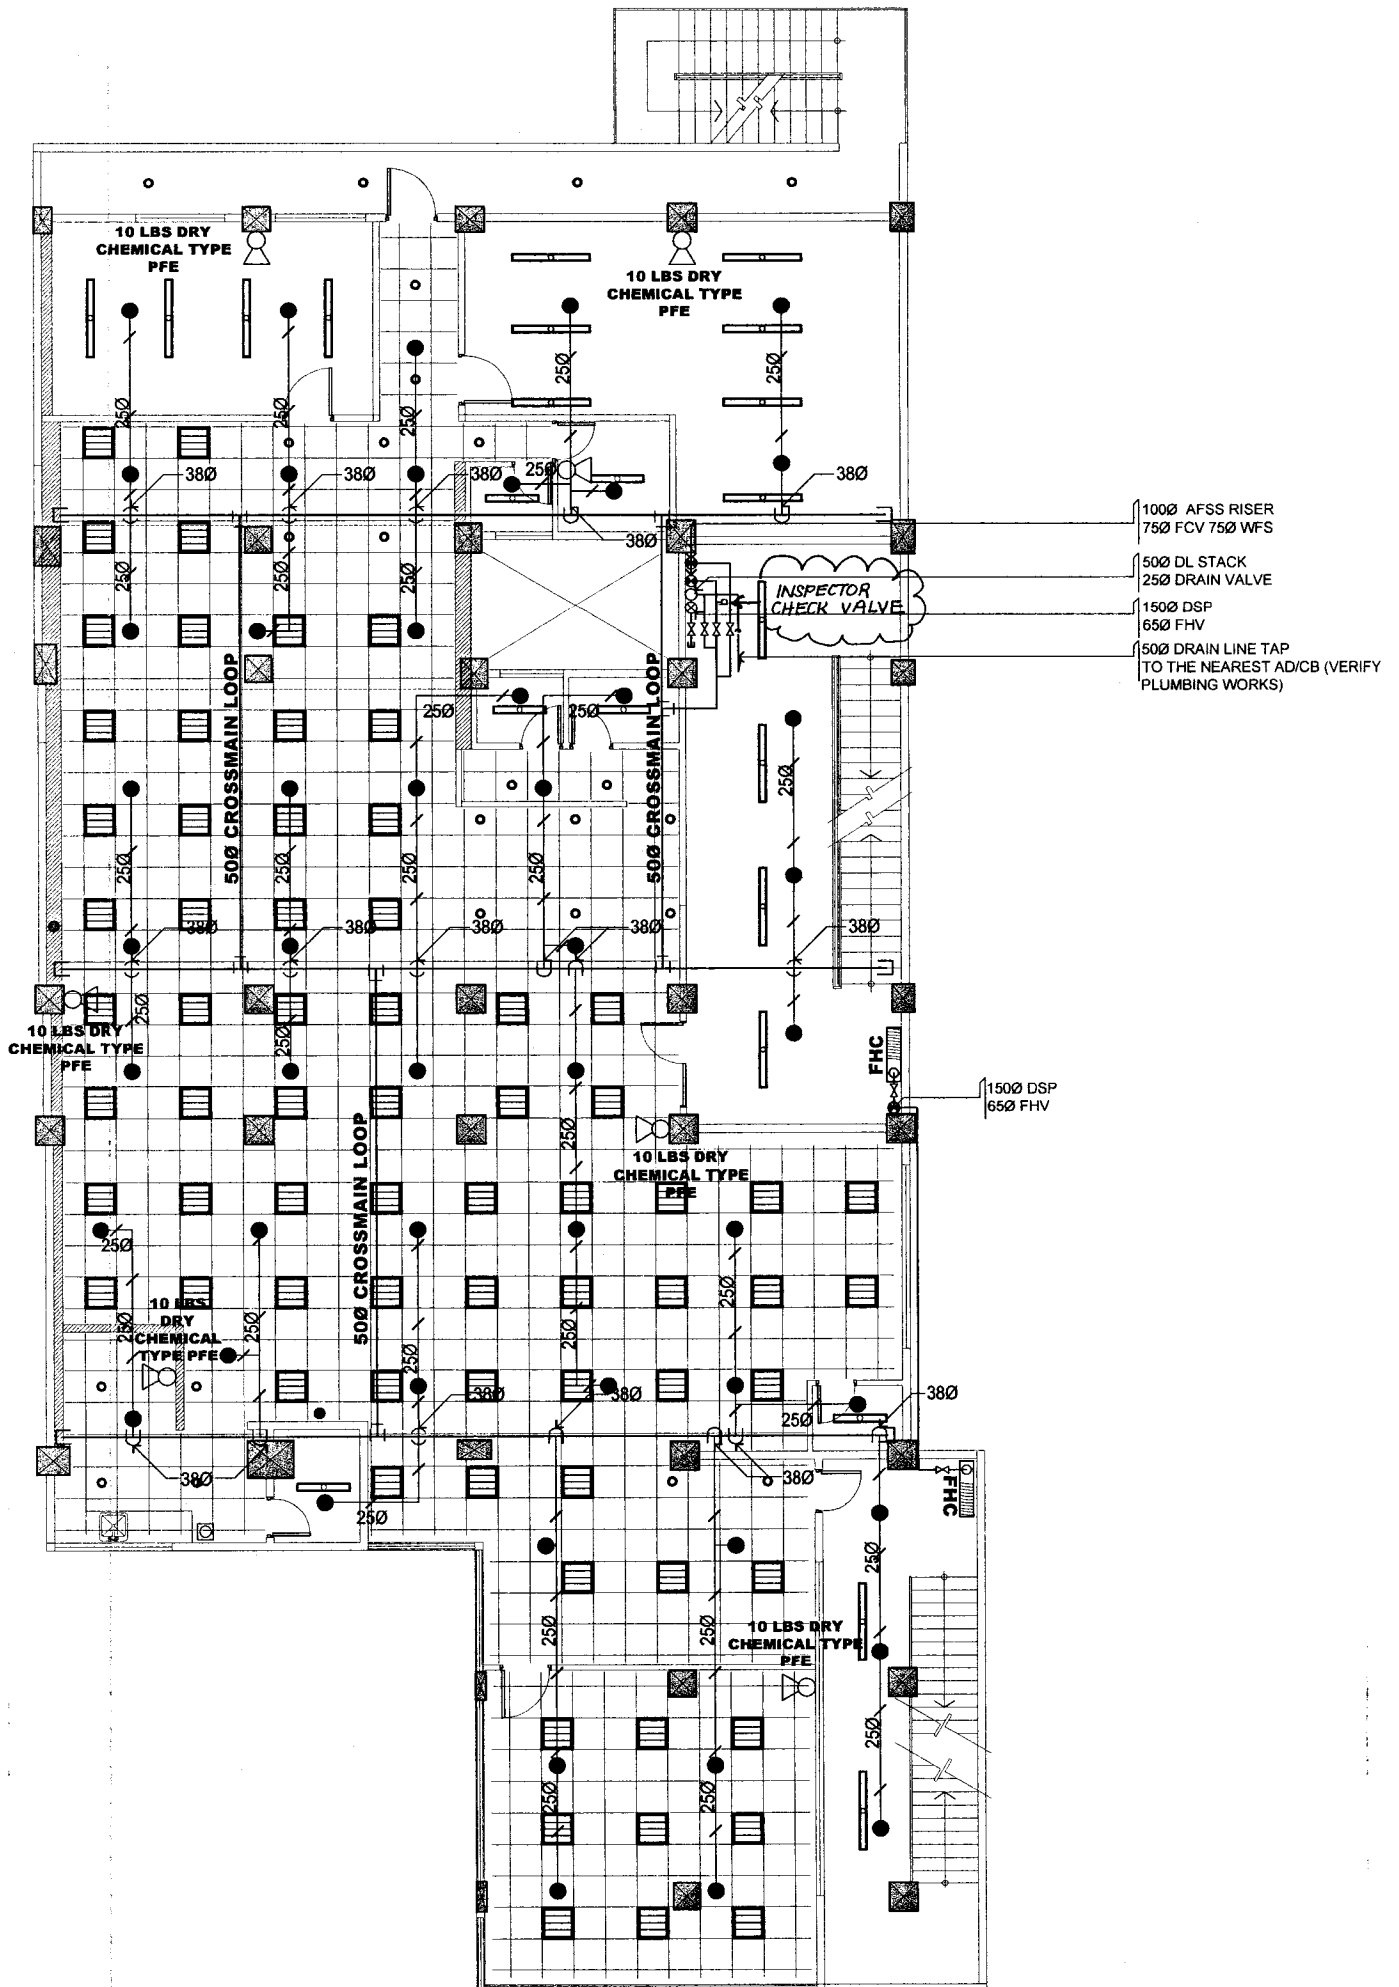 10 LBS DRY
CHEMICAL TYPE
PFE
10 LBS DRY
CHEMICAL TYPE
PFE
25Ø
25Ø
25Ø
25Ø
25Ø
38Ø
38Ø
38Ø
25Ø
38Ø
38Ø
100Ø AFSS RISER
75Ø FCV 75Ø WFS
50Ø DL STACK
25Ø DRAIN VALVE
INSPECTOR
CHECK VALVE
150Ø DSP
65Ø FHV
50Ø DRAIN LINE TAP
TO THE NEAREST AD/CB (VERIFY
PLUMBING WORKS)
25Ø
25Ø
25Ø
50Ø CROSSMAIN LOOP
50Ø CROSSMAIN LOOP
25Ø
25Ø
25Ø
25Ø
25Ø
25Ø
25Ø
38Ø
38Ø
38Ø
38Ø
38Ø
25Ø
25Ø
10 LBS DRY
CHEMICAL TYPE
PFE
FHC
150Ø DSP
65Ø FHV
25Ø
10 LBS DRY
CHEMICAL TYPE
PFE
50Ø CROSSMAIN LOOP
25Ø
25Ø
10 LBS
DRY
CHEMICAL
TYPE PFE
25Ø
25Ø
25Ø
25Ø
38Ø
38Ø
38Ø
25Ø
38Ø
38Ø
25Ø
FHC
25Ø
25Ø
25Ø
10 LBS DRY
CHEMICAL TYPE
PFE
25Ø
25Ø
25Ø